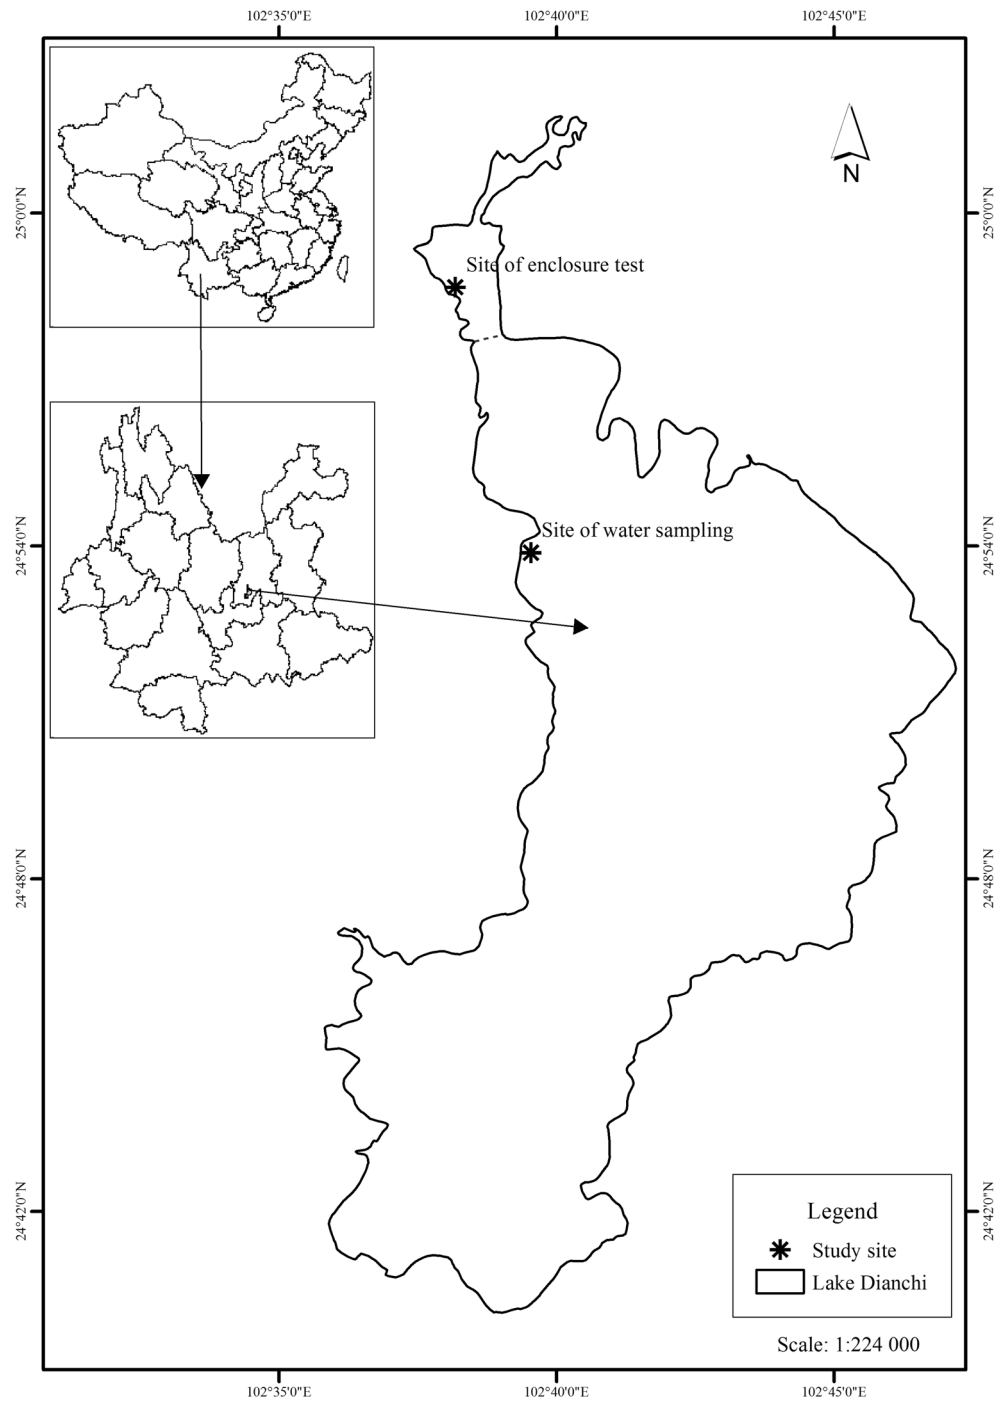 102°35'0"E
102°40'0"E
102°45'0"E
N
25°0'0"N
25°0'0"N
Site of enclosure test
Site of water sampling
24°54'0"N
24°54'0"N
24°48'0"N
24°48'0"N
24°42'0"N
24°42'0"N
Legend
Study site
Lake Dianchi
Scale: 1:224 000
102°35'0"E
102°40'0"E
102°45'0"E